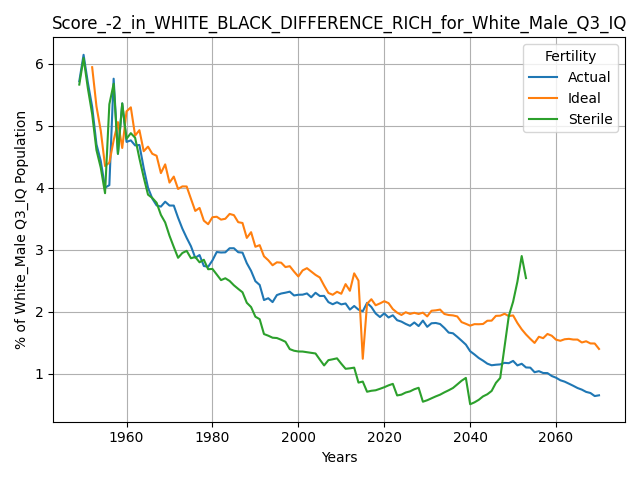 Score_-2_in_WHITE_BLACK_DIFFERENCE_RICH_for_White_Male_Q3_IQ
Fertility
Actual
Ideal
Sterile
% of White_Male Q3_IQ Population
6
5
4
3
2
1
1960
1980
2000
2020
2040
2060
Years